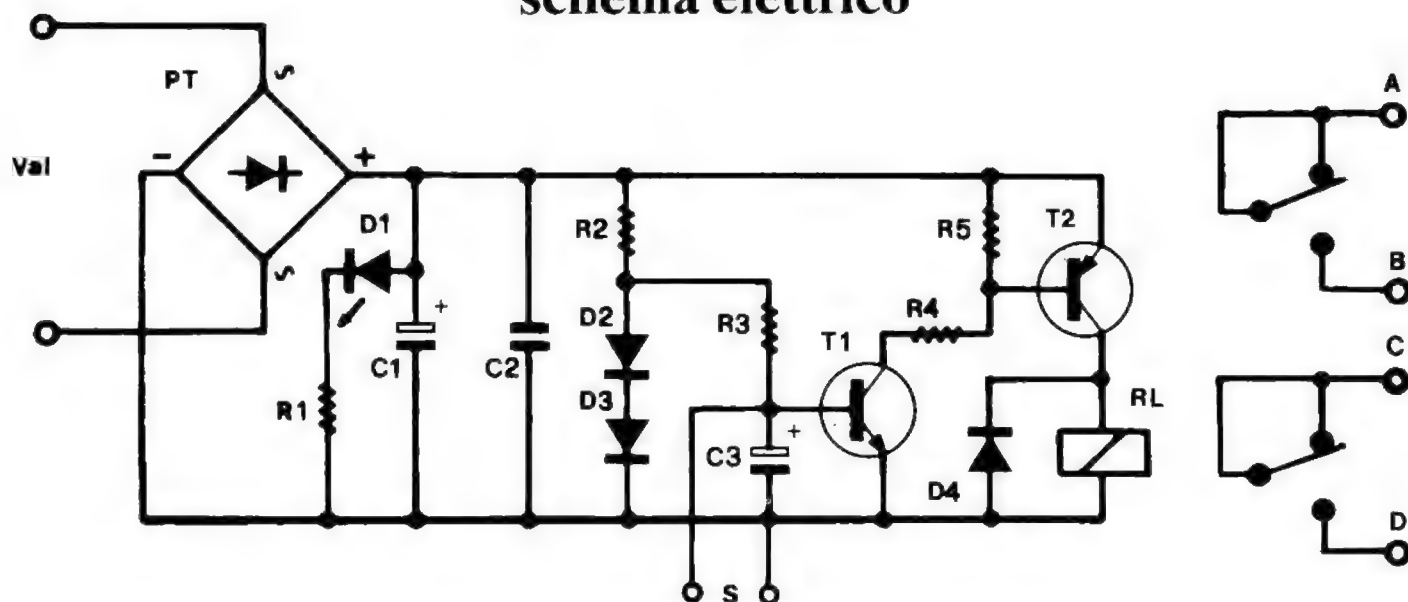 schema elettrico
PT
S
S
Val
-
+
D1
+
C1
R1
C2
R2
D2
D3
R3
+
C3
T1
R4
R5
T2
D4
RL
S
A
B
C
D